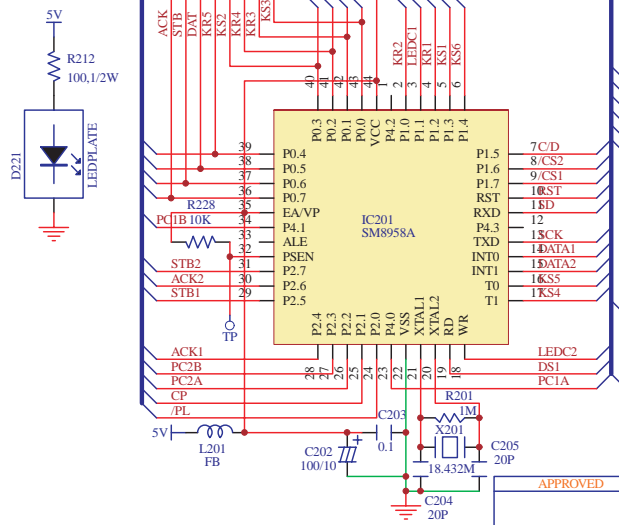 5V
R212
100,1/2W
D221
LEDPLATE
ACK
STB
DAT
KR5
KS2
KR4
KR3
KS3
KR2
LEDC1
KR1
KS1
KS6
40
41
42
43
44
1
2
3
4
5
6
P0.3
P0.2
P0.1
P0.0
VCC
P4.2
P1.0
P1.1
P1.2
P1.3
P1.4
39 P0.4
38 P0.5
37 P0.6
36 P0.7
35 EA/VP
34 P4.1
33 ALE
32 PSEN
31 P2.7
30 P2.6
29 P2.5
R228
PC1B 10K
STB2
ACK2
STB1
TP
IC201
SM8958A
P1.5 7 C/D
P1.6 8 /CS2
P1.7 9 /CS1
RST 10 RST
RXD 11 SD
P4.3 12
TXD 13 SCK
INT0 14 DATA1
INT1 15 DATA2
T0 16 KS5
T1 17 KS4
P2.4
P2.3
P2.2
P2.1
P2.0
P4.0
VSS
XTAL1
XTAL2
RD
WR
28
27
26
25
24
23
22
21
20
19
18
ACK1
PC2B
PC2A
CP
/PL
LEDC2
DS1
PC1A
5V
L201
FB
C202
100/10
+
C203
0.1
R201
1M
X201
18.432M
C205
20P
C204
20P
APPROVED